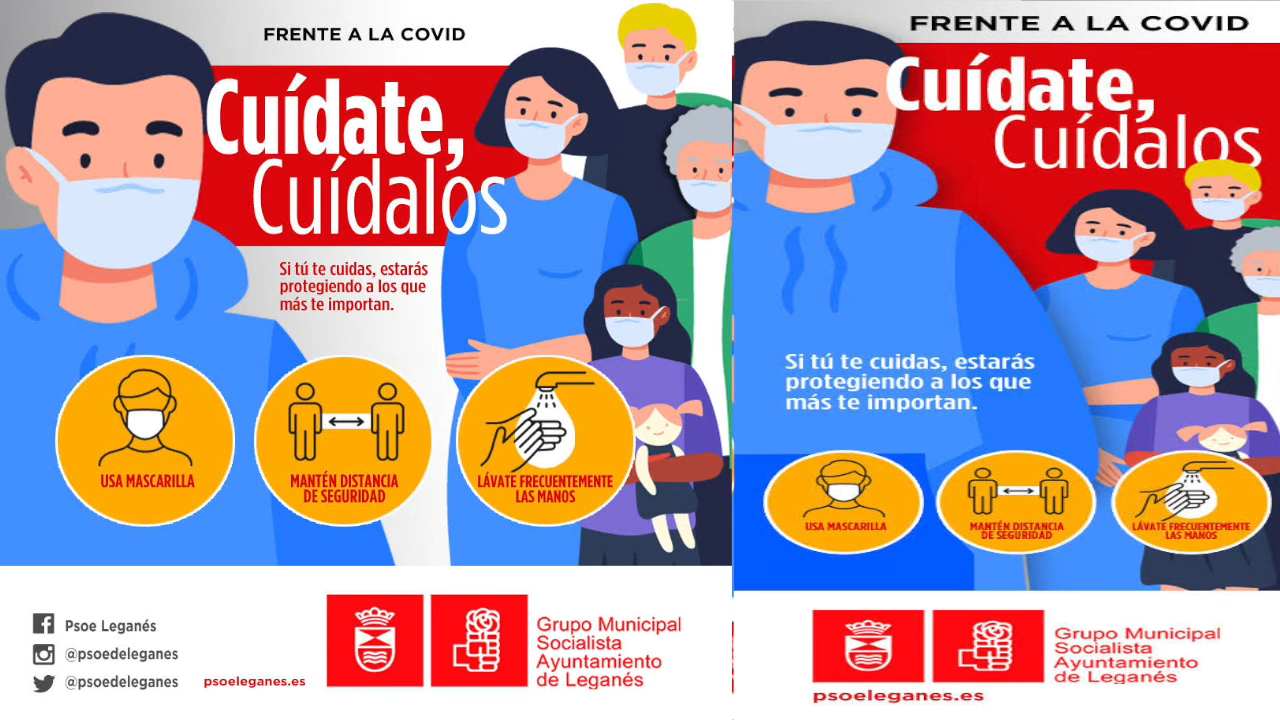 FRENTE A LA COVID
Cuídate,
Cuídalos
Si tú te cuidas, estarás
protegiendo a los que
más te importan.
USA MASCARILLA
MANTÉN DISTANCIA
DE SEGURIDAD
LÁVATE FRECUENTEMENTE
LAS MANOS
Psoe Leganés
@psoedeleganes
@psoedeleganes
psoeleganes.es
Grupo Municipal
Socialista
Ayuntamiento
de Leganés
FRENTE A LA COVID
Cuídate,
Cuídalos
Si tú te cuidas, estarás
protegiendo a los que
más te importan.
USA MASCARILLA
MANTÉN DISTANCIA
DE SEGURIDAD
LÁVATE FRECUENTEMENTE
LAS MANOS
Grupo Municipal
Socialista
Ayuntamiento
de Leganés
psoeleganes.es